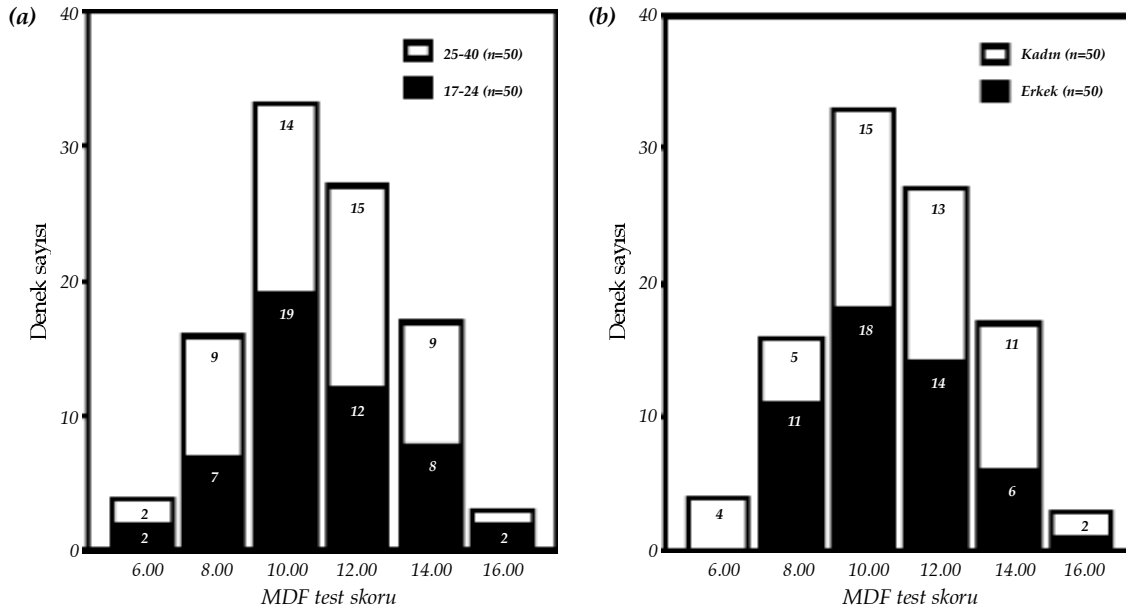 (a)
40
30
20
10
0
Denek sayısı
25-40 (n=50)
17-24 (n=50)
2
2
9
7
14
19
15
12
9
8
2
6.00 8.00 10.00 12.00 14.00 16.00
MDF test skoru
(b)
40
30
20
10
0
Denek sayısı
Kadın (n=50)
Erkek (n=50)
4
5
11
15
18
13
14
11
6
2
6.00 8.00 10.00 12.00 14.00 16.00
MDF test skoru